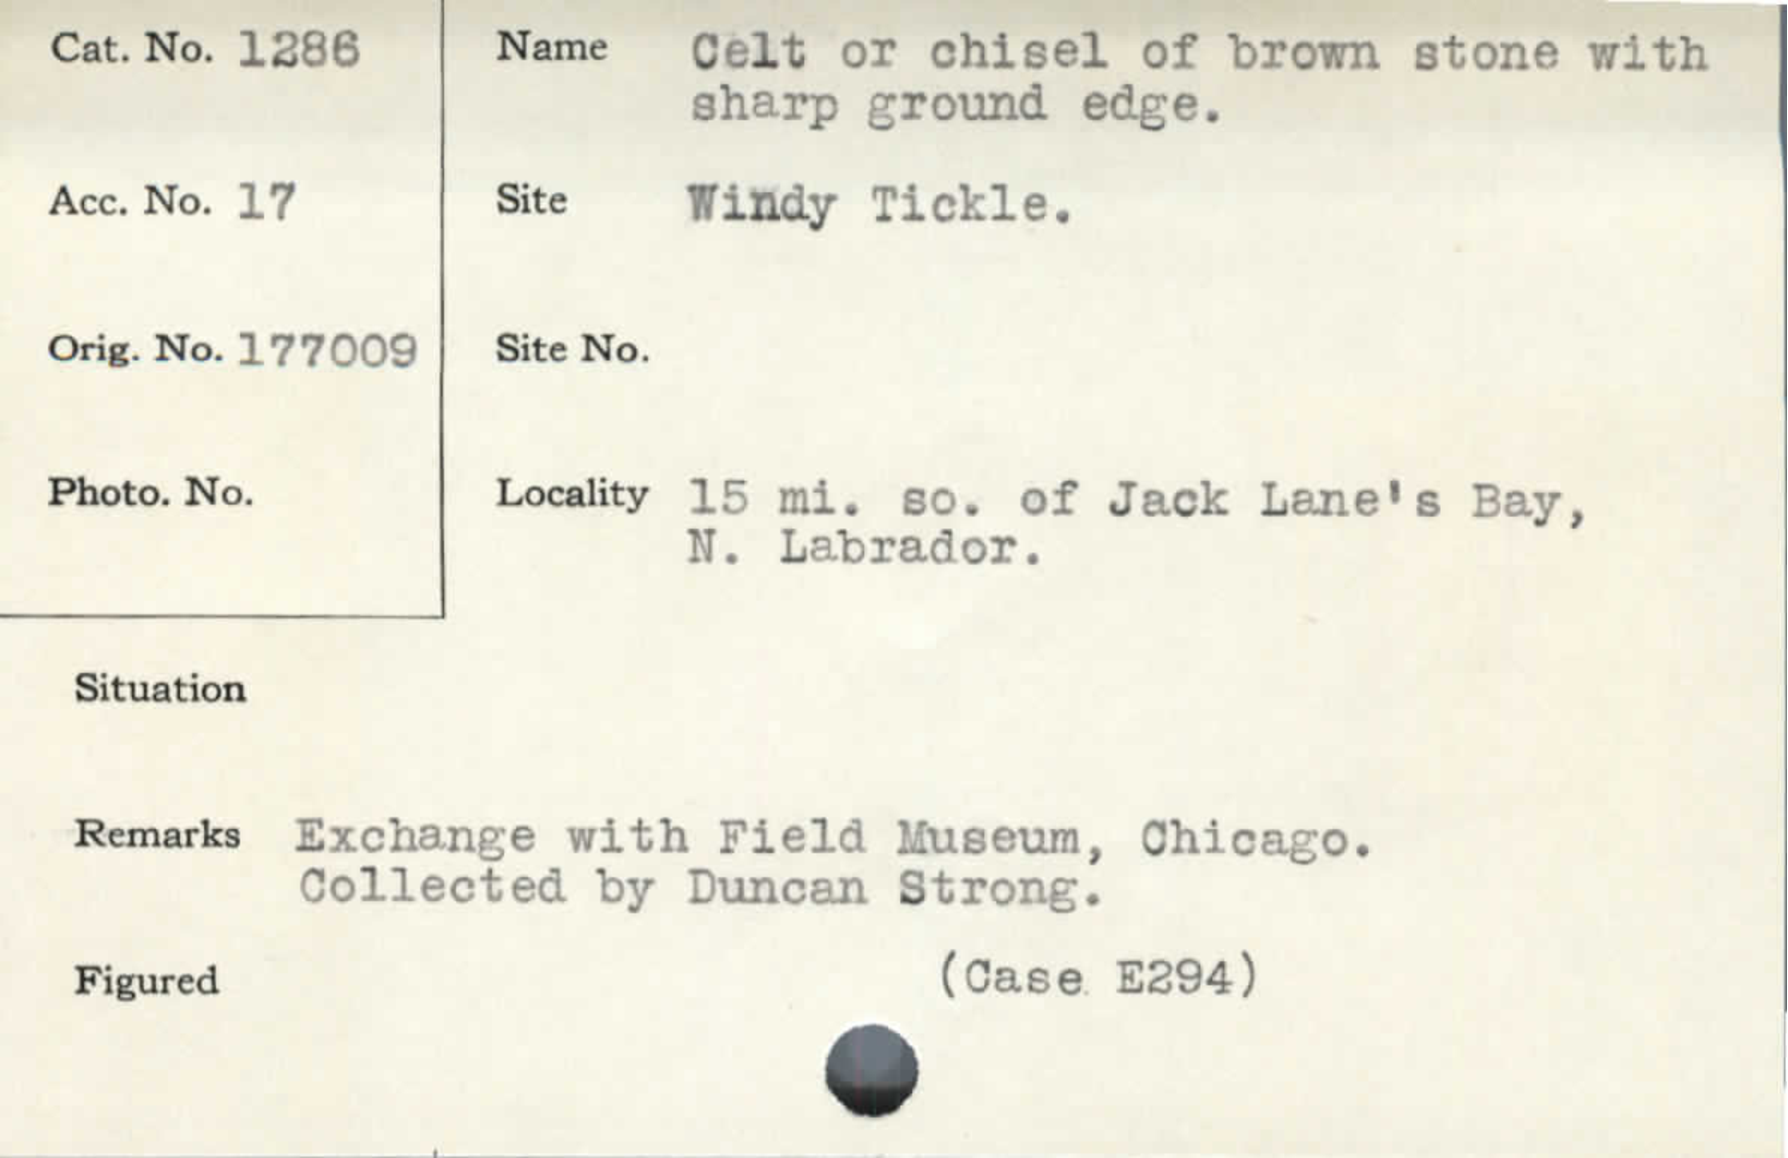 Cat. No. 1286
Name Celt or chisel of brown stone with
sharp ground edge.
Acc. No. 17
Site Windy Tickle.
Orig. No. 177009
Site No.
Photo. No.
Locality 15 mi. so. of Jack Lane's Bay,
N. Labrador.
Situation
Remarks Exchange with Field Museum, Chicago.
Collected by Duncan Strong.
Figured (Case E294)